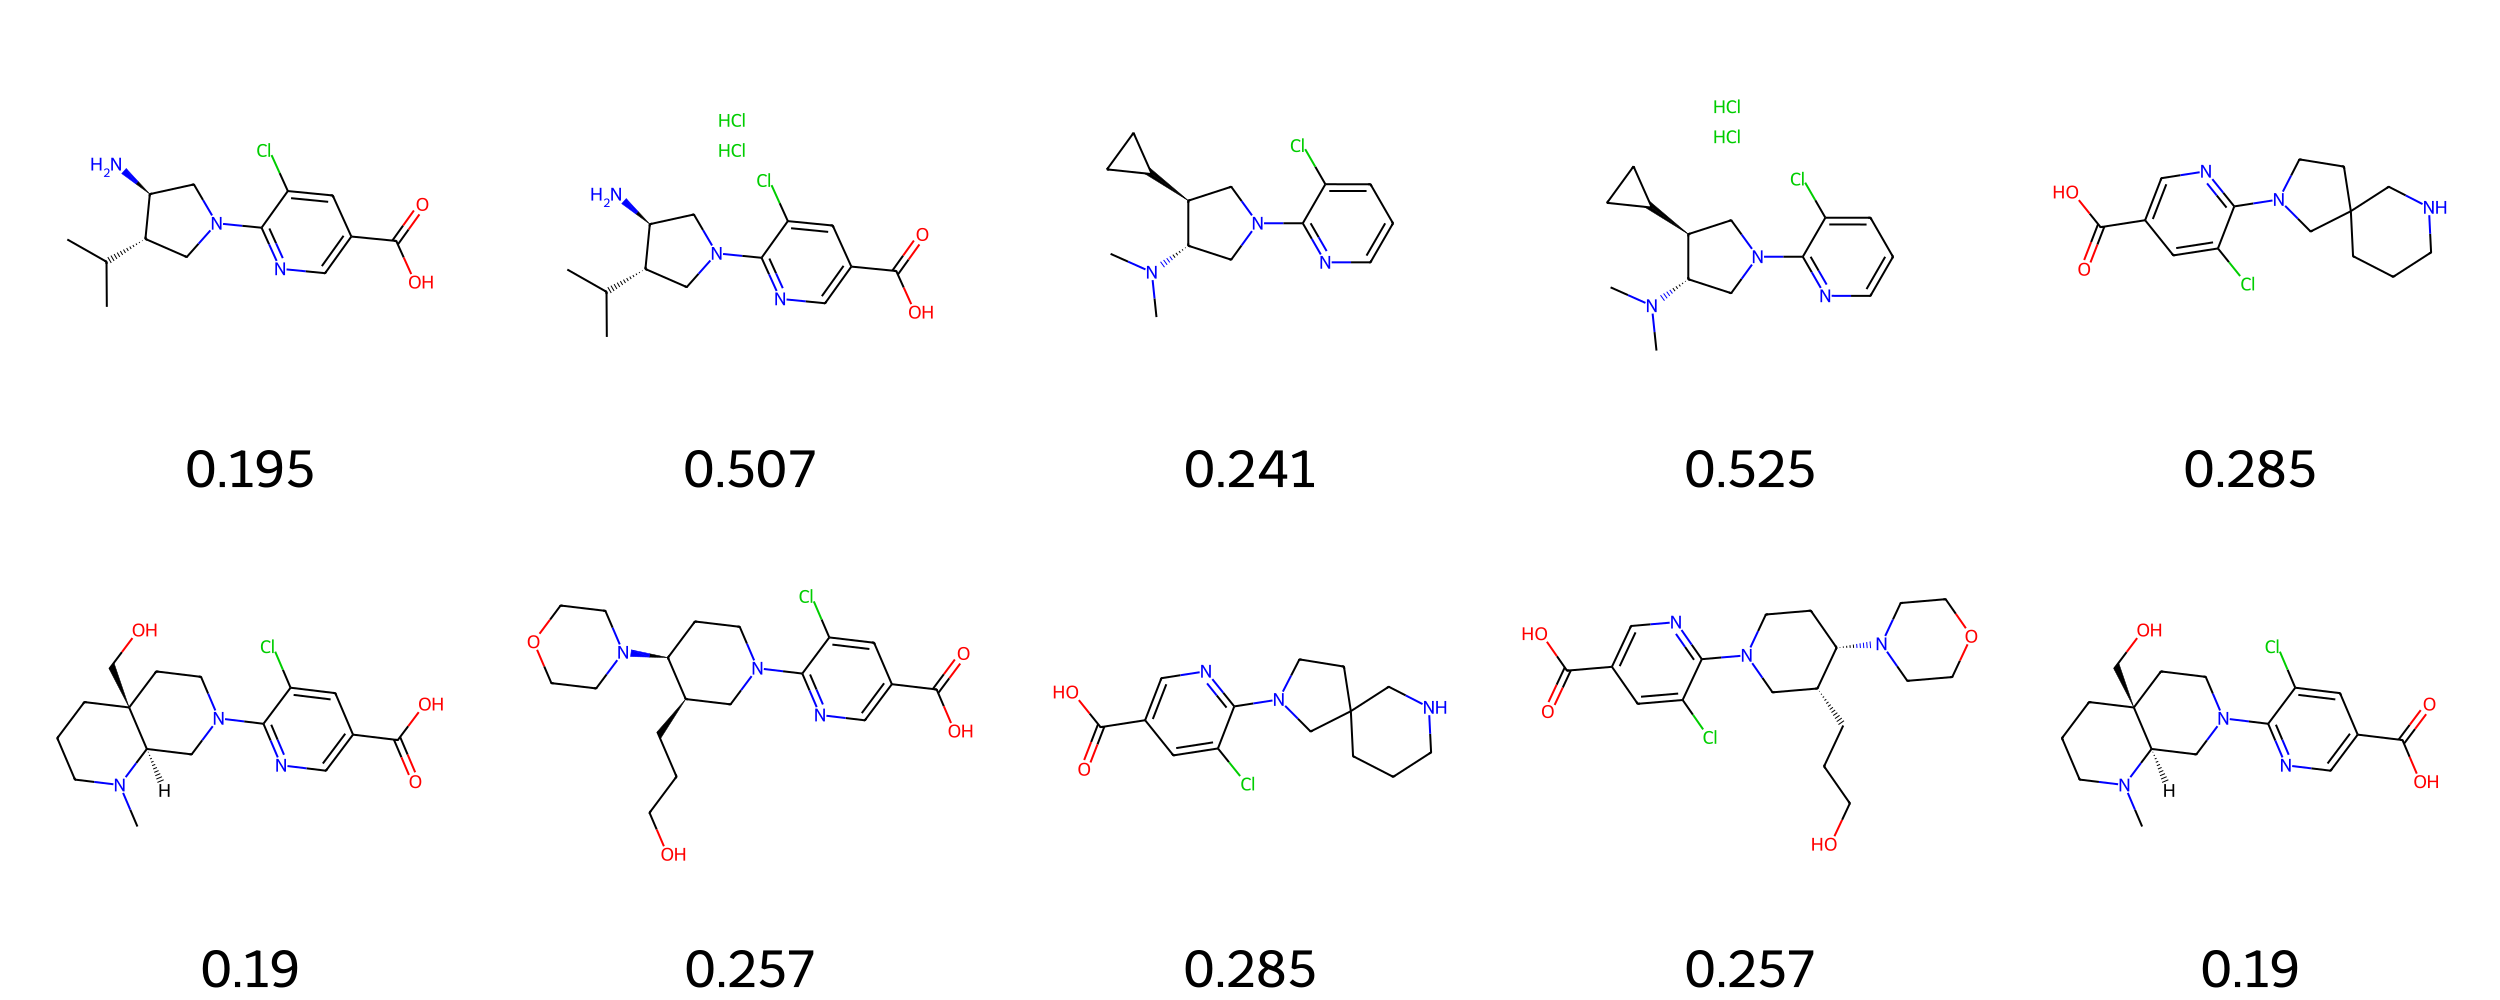 H2N Cl N N O OH
HCl
HCl
H2N Cl N N O OH
Cl N N N
HCl
HCl
Cl N N N
HO O N Cl N NH
0.195 0.507 0.241 0.525 0.285
OH Cl N N OH O N H
O N Cl N N O OH OH
HO O N Cl N NH
HO O N Cl N N O HO
OH Cl N N O OH N H
0.19 0.257 0.285 0.257 0.19